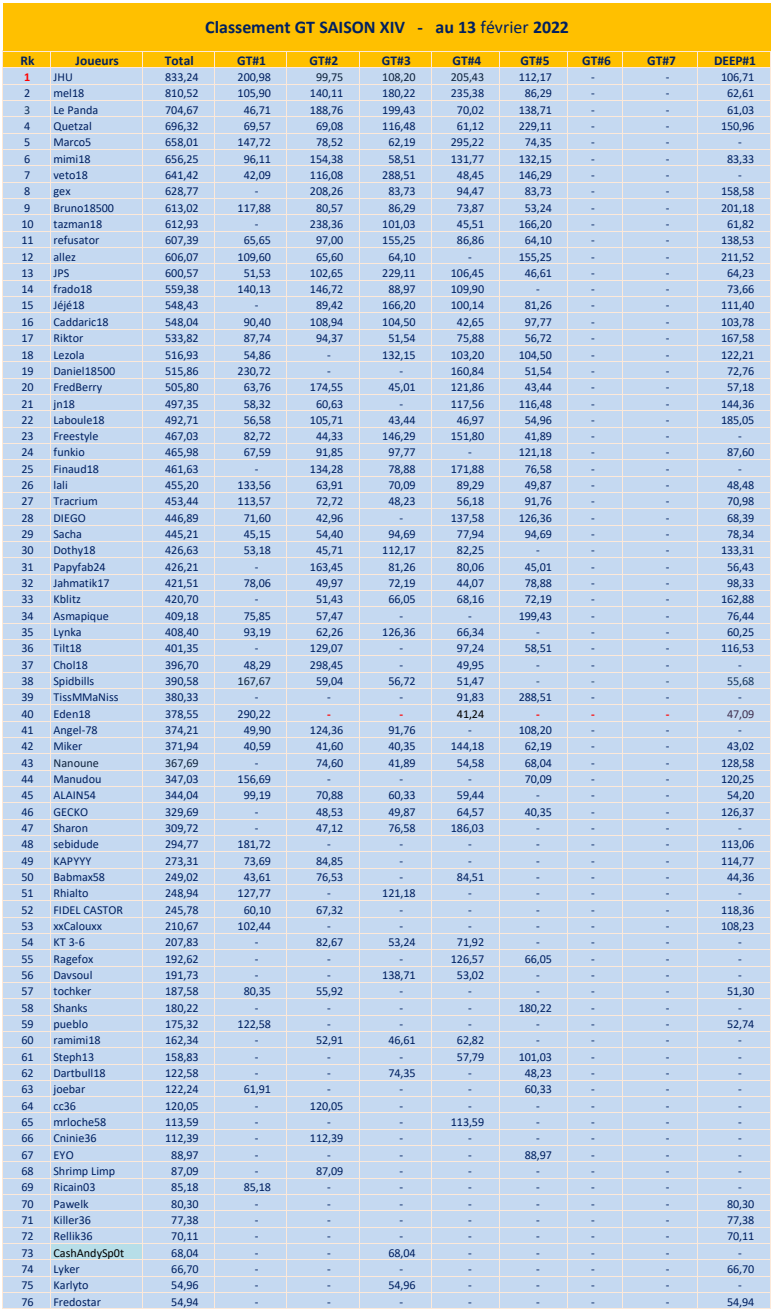 Classement GT SAISON XIV - au 13 février 2022
Rk Joueurs Total GT#1 GT#2 GT#3 GT#4 GT#5 GT#6 GT#7 DEEP#1
1 JHU 833,24 200,98 99,75 108,20 205,43 112,17 - - 106,71
2 mel18 810,52 105,90 140,11 180,22 235,38 86,29 - - 62,61
3 Le Panda 704,67 46,71 188,76 199,43 70,02 138,71 - - 61,03
4 Quetzal 696,32 69,57 69,08 116,48 61,12 229,11 - - 150,96
5 Marco5 658,01 147,72 78,52 62,19 295,22 74,35 - - -
6 mimi18 656,25 96,11 154,38 58,51 131,77 132,15 - - 83,33
7 veto18 641,42 42,09 116,08 288,51 48,45 146,29 - - -
8 gex 628,77 - 208,26 83,73 94,47 83,73 - - 158,58
9 Bruno18500 613,02 117,88 80,57 86,29 73,87 53,24 - - 201,18
10 tazman18 612,93 - 238,36 101,03 45,51 166,20 - - 61,82
11 refusator 607,39 65,65 97,00 155,25 86,86 64,10 - - 138,53
12 allez 606,07 109,60 65,60 64,10 - 155,25 - - 211,52
13 JPS 600,57 51,53 102,65 229,11 106,45 46,61 - - 64,23
14 frado18 559,38 140,13 146,72 88,97 109,90 - - - 73,66
15 Jéjé18 548,43 - 89,42 166,20 100,14 81,26 - - 111,40
16 Caddaric18 548,04 90,40 108,94 104,50 42,65 97,77 - - 103,78
17 Riktor 533,82 87,74 94,37 51,54 75,88 56,72 - - 167,58
18 Lezola 516,93 54,86 - 132,15 103,20 104,50 - - 122,21
19 Daniel18500 515,86 230,72 - - 160,84 51,54 - - 72,76
20 FredBerry 505,80 63,76 174,55 45,01 121,86 43,44 - - 57,18
21 jn18 497,35 58,32 60,63 - 117,56 116,48 - - 144,36
22 Laboule18 492,71 56,58 105,71 43,44 46,97 54,96 - - 185,05
23 Freestyle 467,03 82,72 44,33 146,29 151,80 41,89 - - -
24 funkio 465,98 67,59 91,85 97,77 - 121,18 - - 87,60
25 Finaud18 461,63 - 134,28 78,88 171,88 76,58 - - -
26 lali 455,20 133,56 63,91 70,09 89,29 49,87 - - 48,48
27 Tracrium 453,44 113,57 72,72 48,23 56,18 91,76 - - 70,98
28 DIEGO 446,89 71,60 42,96 - 137,58 126,36 - - 68,39
29 Sacha 445,21 45,15 54,40 94,69 77,94 94,69 - - 78,34
30 Dothy18 426,63 53,18 45,71 112,17 82,25 - - - 133,31
31 Papyfab24 426,21 - 163,45 81,26 80,06 45,01 - - 56,43
32 Jahmatik17 421,51 78,06 49,97 72,19 44,07 78,88 - - 98,33
33 Kblitz 420,70 - 51,43 66,05 68,16 72,19 - - 162,88
34 Asmapique 409,18 75,85 57,47 - - 199,43 - - 76,44
35 Lynka 408,40 93,19 62,26 126,36 66,34 - - - 60,25
36 Tilt18 401,35 - 129,07 - 97,24 58,51 - - 116,53
37 Chol18 396,70 48,29 298,45 - 49,95 - - - -
38 Spidbills 390,58 167,67 59,04 56,72 51,47 - - - 55,68
39 TissMMaNiss 380,33 - - - 91,83 288,51 - - -
40 Eden18 378,55 290,22 - - 41,24 - - - 47,09
41 Angel-78 374,21 49,90 124,36 91,76 - 108,20 - - -
42 Miker 371,94 40,59 41,60 40,35 144,18 62,19 - - 43,02
43 Nanoune 367,69 - 74,60 41,89 54,58 68,04 - - 128,58
44 Manudou 347,03 156,69 - - - 70,09 - - 120,25
45 ALAIN54 344,04 99,19 70,88 60,33 59,44 - - - 54,20
46 GECKO 329,69 - 48,53 49,87 64,57 40,35 - - 126,37
47 Sharon 309,72 - 47,12 76,58 186,03 - - - -
48 sebidude 294,77 181,72 - - - - - - 113,06
49 KAPYYY 273,31 73,69 84,85 - - - - - 114,77
50 Babmax58 249,02 43,61 76,53 - 84,51 - - - 44,36
51 Rhialto 248,94 127,77 - 121,18 - - - - -
52 FIDEL CASTOR 245,78 60,10 67,32 - - - - - 118,36
53 xxCalouxx 210,67 102,44 - - - - - - 108,23
54 KT 3-6 207,83 - 82,67 53,24 71,92 - - - -
55 Ragefox 192,62 - - - 126,57 66,05 - - -
56 Davsoul 191,73 - - 138,71 53,02 - - - -
57 tochker 187,58 80,35 55,92 - - - - - 51,30
58 Shanks 180,22 - - - - 180,22 - - -
59 pueblo 175,32 122,58 - - - - - - 52,74
60 ramimi18 162,34 - 52,91 46,61 62,82 - - - -
61 Steph13 158,83 - - - 57,79 101,03 - - -
62 Dartbull18 122,58 - - 74,35 - 48,23 - - -
63 joebar 122,24 61,91 - - - 60,33 - - -
64 cc36 120,05 - 120,05 - - - - - -
65 mrloche58 113,59 - - - 113,59 - - - -
66 Cninie36 112,39 - 112,39 - - - - - -
67 EYO 88,97 - - - - 88,97 - - -
68 Shrimp Limp 87,09 - 87,09 - - - - - -
69 Ricain03 85,18 85,18 - - - - - - -
70 Pawelk 80,30 - - - - - - - 80,30
71 Killer36 77,38 - - - - - - - 77,38
72 Rellik36 70,11 - - - - - - - 70,11
73 CashAndySp0t 68,04 - - 68,04 - - - - -
74 Lyker 66,70 - - - - - - - 66,70
75 Karlyto 54,96 - - 54,96 - - - - -
76 Fredostar 54,94 - - - - - - - 54,94